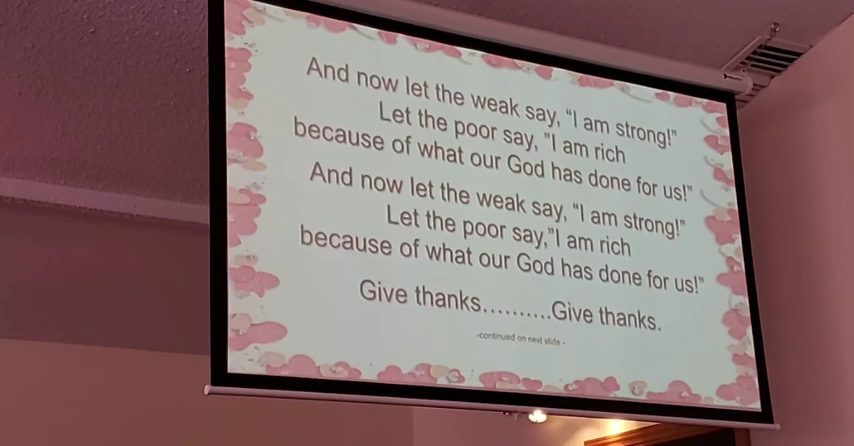 And now let the weak say, “I am strong!”
Let the poor say, ”I am rich
because of what our God has done for us!”
And now let the weak say, “I am strong!”
Let the poor say,”I am rich
because of what our God has done for us!”
Give thanks……….Give thanks.
-continued on next slide -